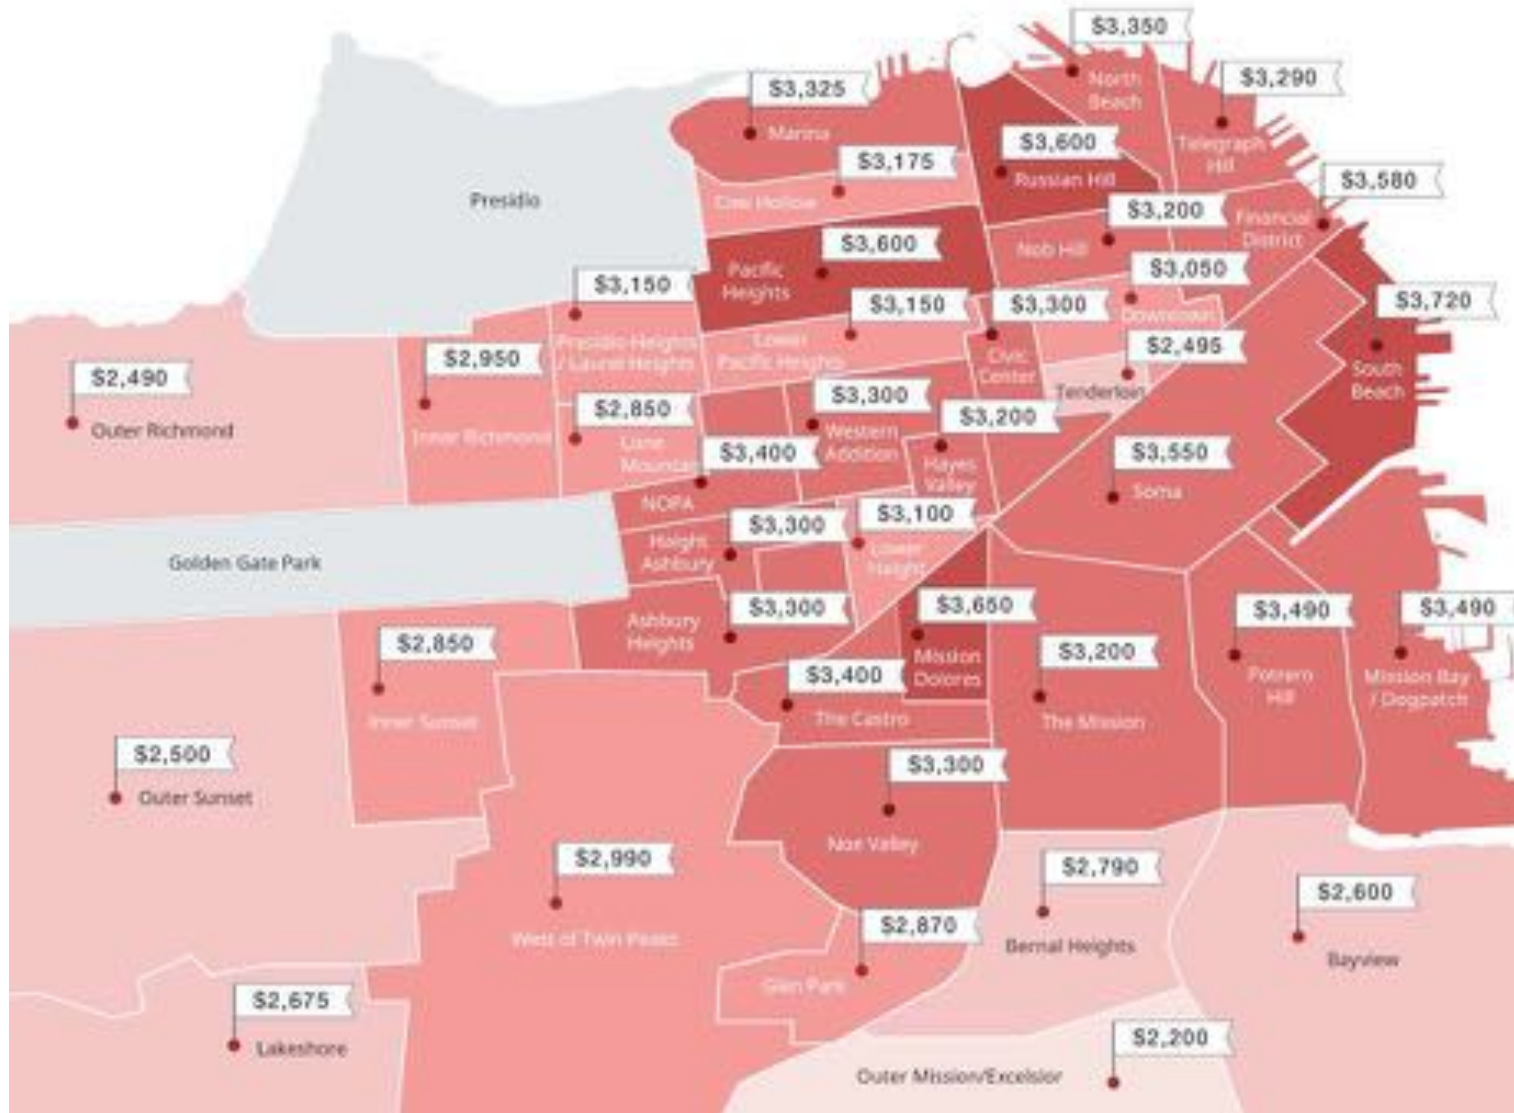 $3,350
North
Beach
$3,290
Telegraph
Hill
$3,325
Marina
$3,175
Cow Hollow
$3,600
Russian Hill
$3,580
Financial
District
$3,200
Nob Hill
Presidio
$3,600
Pacific
Heights
$3,050
Downtown
$3,150
Presidio Heights
/ Laurel Heights
$3,150
Lower
Pacific Heights
$3,300
Civic
Center
$3,720
South
Beach
$2,495
Tenderloin
$2,490
Outer Richmond
$2,950
Inner Richmond
$2,850
Lone
Mountain
$3,300
Western
Addition
$3,200
Hayes
Valley
$3,400
NOPA
$3,550
Soma
$3,300
Haight
Ashbury
$3,100
Lower
Haight
Golden Gate Park
$3,300
Ashbury
Heights
$3,650
Mission
Dolores
$3,200
The Mission
$3,490
Potrero
Hill
$3,490
Mission Bay
/ Dogpatch
$2,850
Inner Sunset
$3,400
The Castro
$2,500
Outer Sunset
$3,300
Noe Valley
$2,990
West of Twin Peaks
$2,790
Bernal Heights
$2,600
Bayview
$2,870
Glen Park
$2,675
Lakeshore
$2,200
Outer Mission/Excelsior